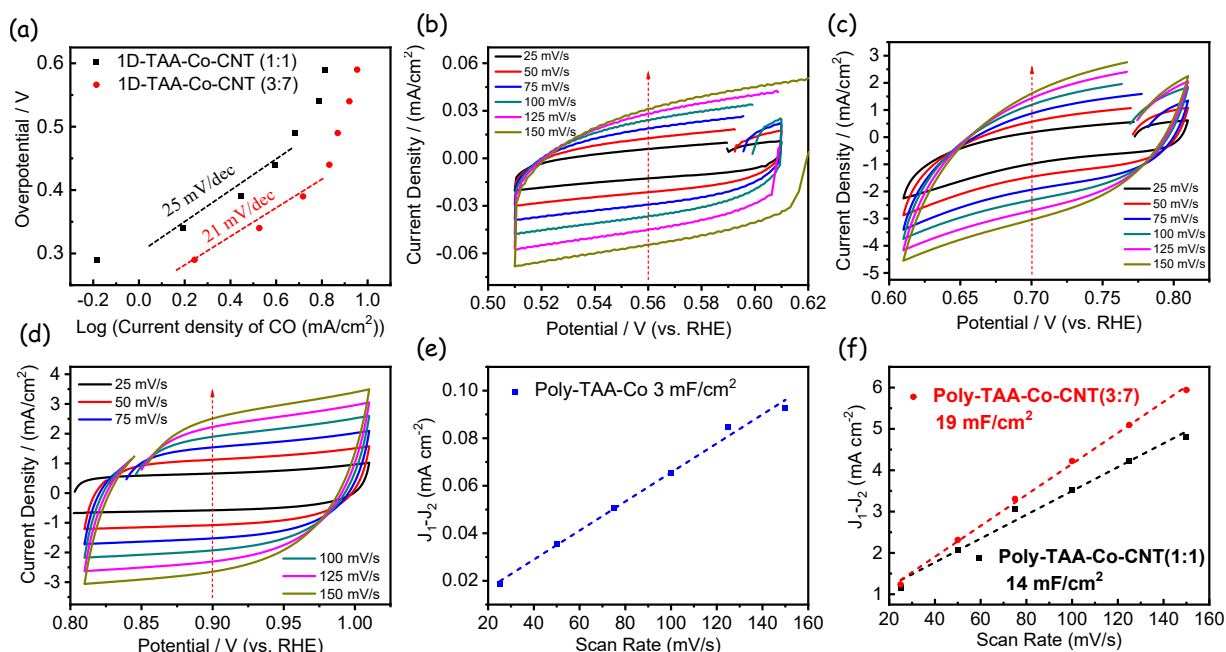 (a)
1D-TAA-Co-CNT (1:1)
1D-TAA-Co-CNT (3:7)
0.6
0.5
0.4
0.3
Overpotential / V
25 mV/dec
21 mV/dec
-0.2 0.0 0.2 0.4 0.6 0.8 1.0
Log (Current density of CO (mA/cm²))
(b)
25 mV/s
50 mV/s
75 mV/s
100 mV/s
125 mV/s
150 mV/s
0.06
0.03
0.00
-0.03
-0.06
Current Density / (mA/cm²)
0.50 0.52 0.54 0.56 0.58 0.60 0.62
Potential / V (vs. RHE)
(c)
4
3
2
1
0
-1
-2
-3
-4
-5
Current Density / (mA/cm²)
25 mV/s
50 mV/s
75 mV/s
100 mV/s
125 mV/s
150 mV/s
0.60 0.65 0.70 0.75 0.80
Potential / V (vs. RHE)
(d)
25 mV/s
50 mV/s
75 mV/s
100 mV/s
125 mV/s
150 mV/s
4
3
2
1
0
-1
-2
-3
Current Density / (mA/cm²)
0.80 0.85 0.90 0.95 1.00
Potential / V (vs. RHE)
(e)
Poly-TAA-Co 3 mF/cm²
0.10
0.08
0.06
0.04
0.02
J₁-J₂ (mA cm⁻²)
20 40 60 80 100 120 140 160
Scan Rate (mV/s)
(f)
Poly-TAA-Co-CNT(3:7)
19 mF/cm²
Poly-TAA-Co-CNT(1:1)
14 mF/cm²
6
5
4
3
2
1
J₁-J₂ (mA cm⁻²)
20 40 60 80 100 120 140 160
Scan Rate (mV/s)